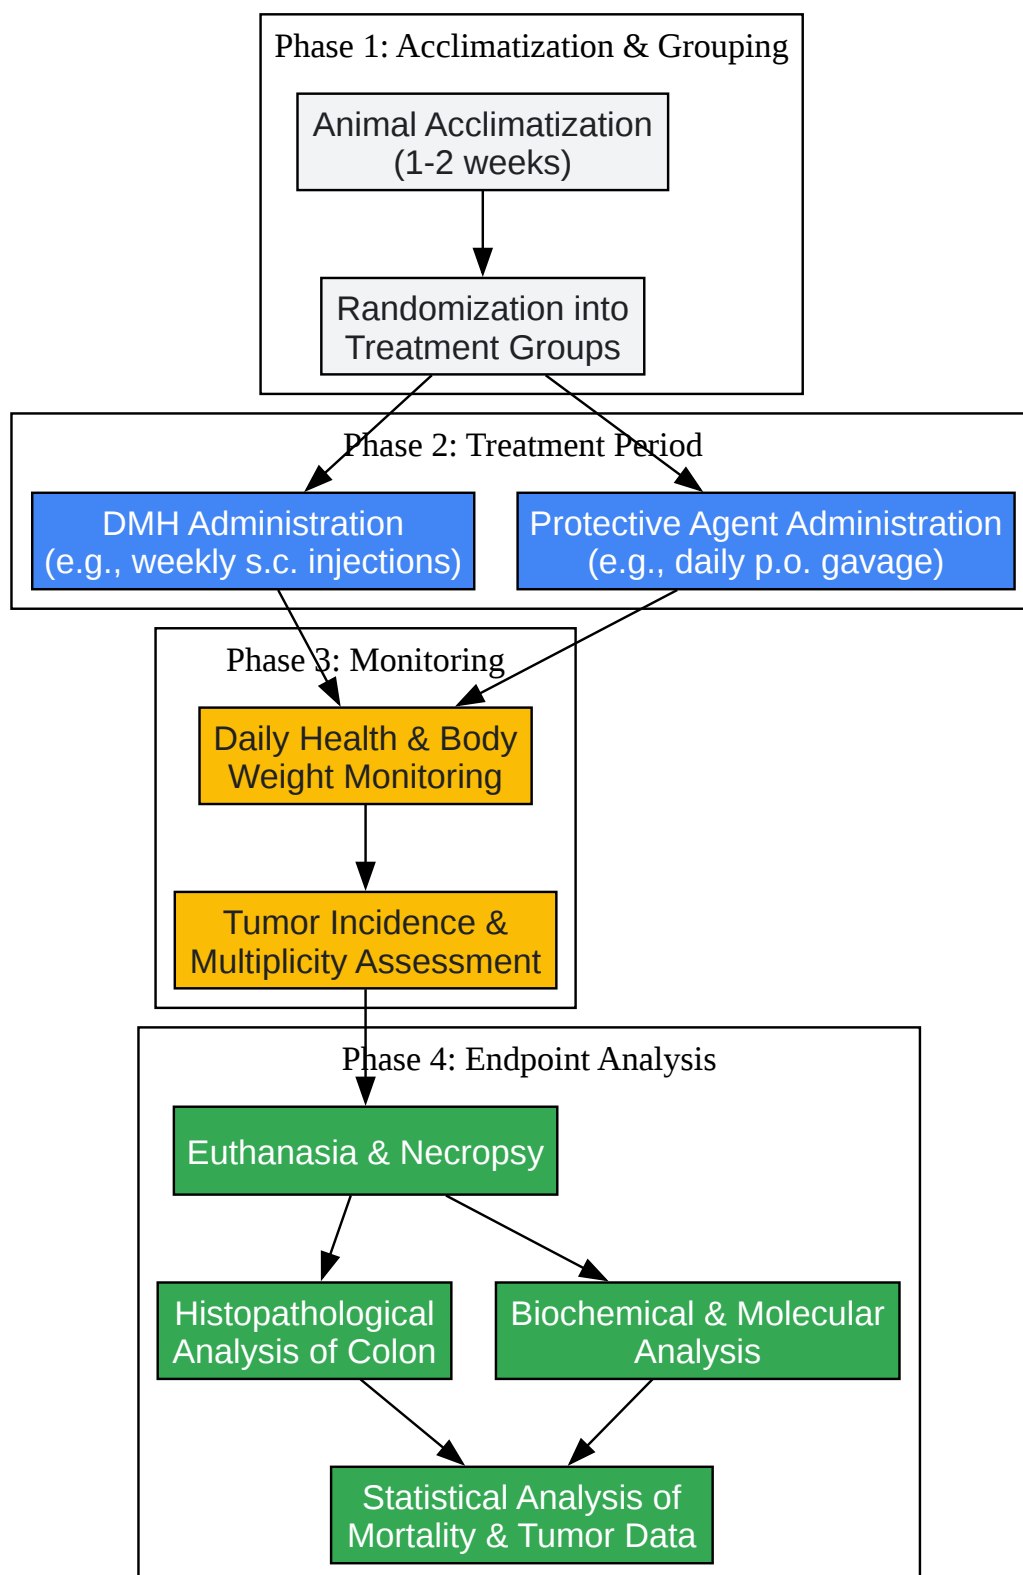 Phase 1: Acclimatization & Grouping
Animal Acclimatization
(1-2 weeks)
Randomization into
Treatment Groups
Phase 2: Treatment Period
DMH Administration
(e.g., weekly s.c. injections)
Protective Agent Administration
(e.g., daily p.o. gavage)
Phase 3: Monitoring
Daily Health & Body
Weight Monitoring
Tumor Incidence &
Multiplicity Assessment
Phase 4: Endpoint Analysis
Euthanasia & Necropsy
Histopathological
Analysis of Colon
Biochemical & Molecular
Analysis
Statistical Analysis of
Mortality & Tumor Data